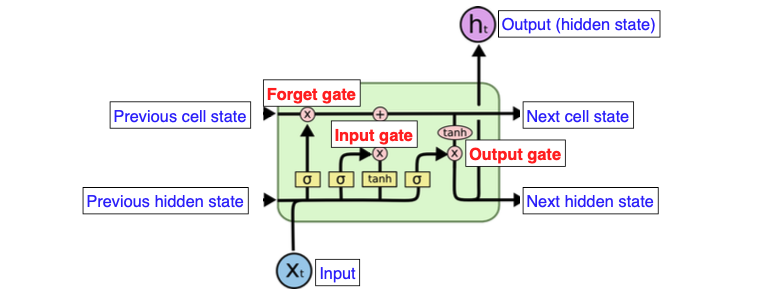 ht
Output (hidden state)
Forget gate
Previous cell state
x
+
Next cell state
tanh
Input gate
x
x
Output gate
σ
σ
tanh
σ
Previous hidden state
Next hidden state
Xt
Input